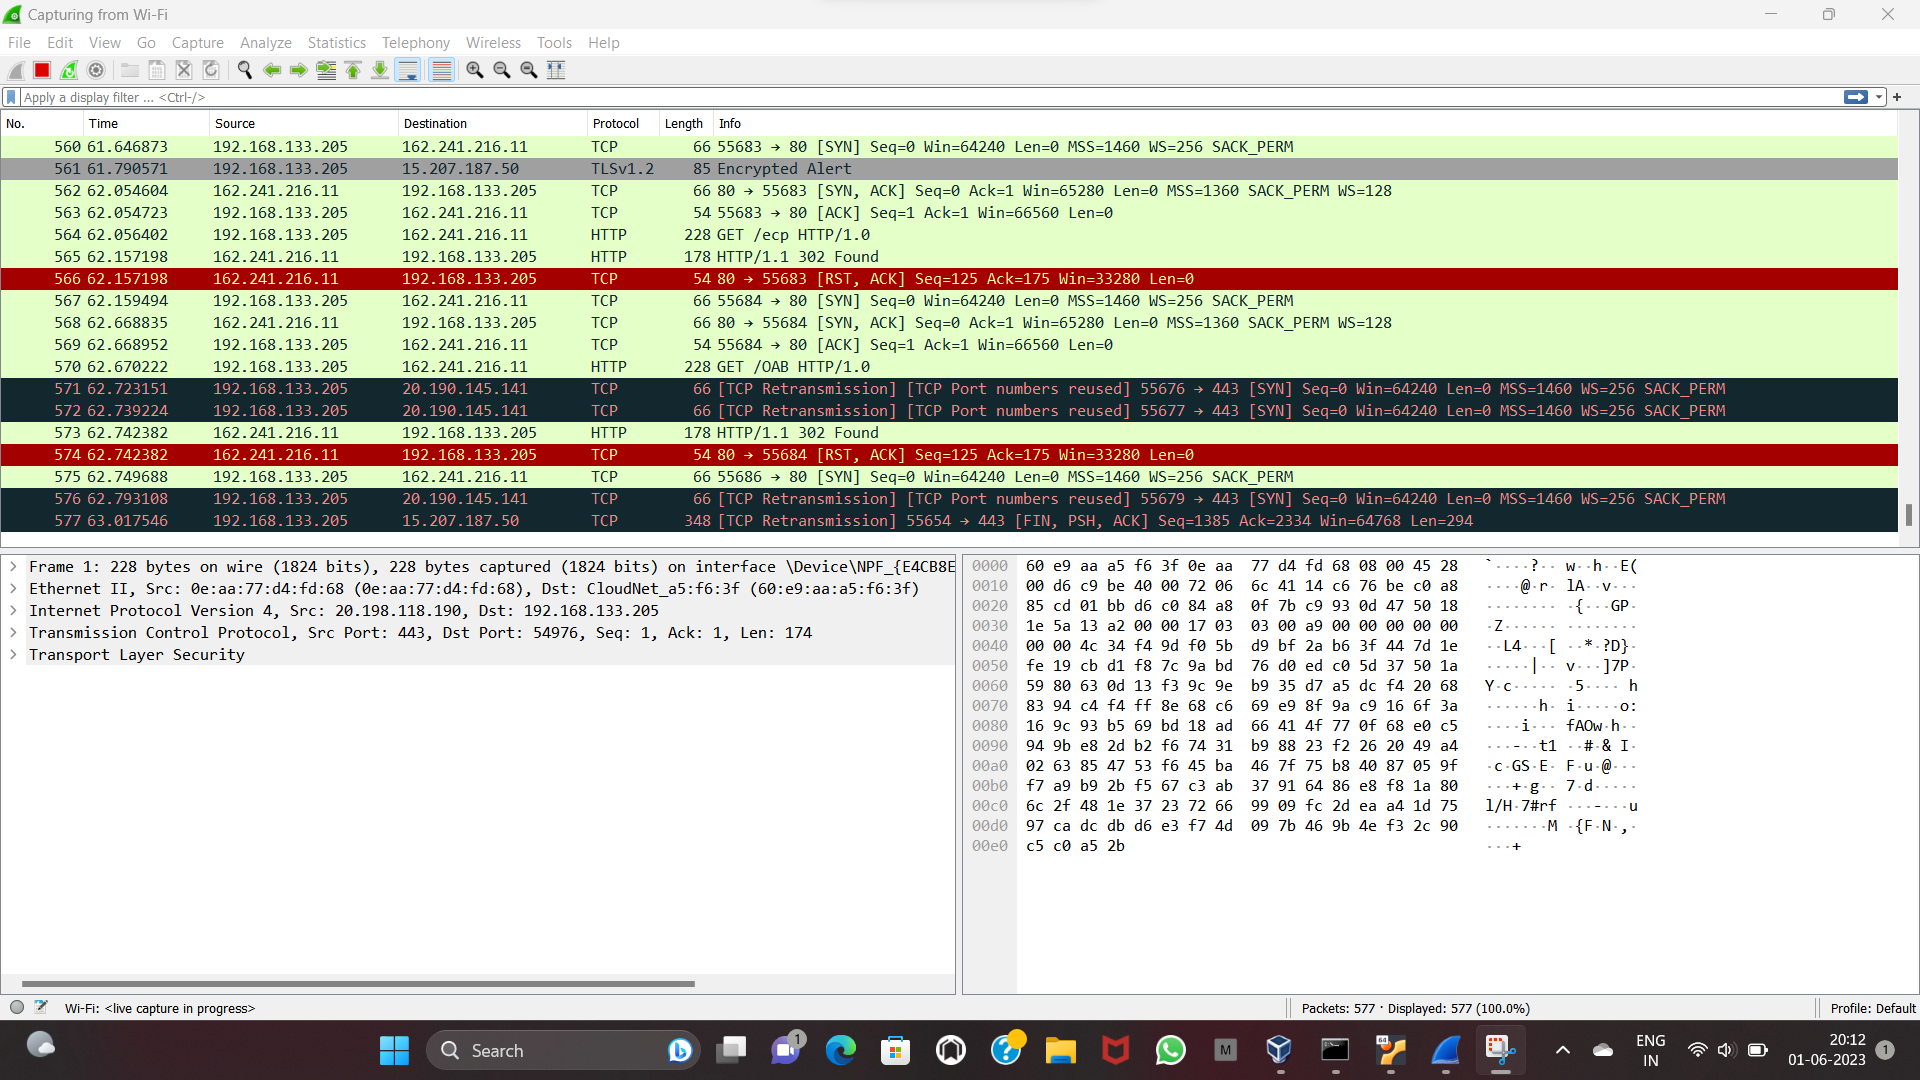 Capturing from Wi-Fi
File Edit View Go Capture Analyze Statistics Telephony Wireless Tools Help
Apply a display filter ... <Ctrl-/>
No. Time Source Destination Protocol Length Info
560 61.646873 192.168.133.205 162.241.216.11 TCP 66 55683 → 80 [SYN] Seq=0 Win=64240 Len=0 MSS=1460 WS=256 SACK_PERM
561 61.790571 192.168.133.205 15.207.187.50 TLSv1.2 85 Encrypted Alert
562 62.054604 162.241.216.11 192.168.133.205 TCP 66 80 → 55683 [SYN, ACK] Seq=0 Ack=1 Win=65280 Len=0 MSS=1360 SACK_PERM WS=128
563 62.054723 192.168.133.205 162.241.216.11 TCP 54 55683 → 80 [ACK] Seq=1 Ack=1 Win=66560 Len=0
564 62.056402 192.168.133.205 162.241.216.11 HTTP 228 GET /ecp HTTP/1.0
565 62.157198 162.241.216.11 192.168.133.205 HTTP 178 HTTP/1.1 302 Found
566 62.157198 162.241.216.11 192.168.133.205 TCP 54 80 → 55683 [RST, ACK] Seq=125 Ack=175 Win=33280 Len=0
567 62.159494 192.168.133.205 162.241.216.11 TCP 66 55684 → 80 [SYN] Seq=0 Win=64240 Len=0 MSS=1460 WS=256 SACK_PERM
568 62.668835 162.241.216.11 192.168.133.205 TCP 66 80 → 55684 [SYN, ACK] Seq=0 Ack=1 Win=65280 Len=0 MSS=1360 SACK_PERM WS=128
569 62.668952 192.168.133.205 162.241.216.11 TCP 54 55684 → 80 [ACK] Seq=1 Ack=1 Win=66560 Len=0
570 62.670222 192.168.133.205 162.241.216.11 HTTP 228 GET /OAB HTTP/1.0
571 62.723151 192.168.133.205 20.190.145.141 TCP 66 [TCP Retransmission] [TCP Port numbers reused] 55676 → 443 [SYN] Seq=0 Win=64240 Len=0 MSS=1460 WS=256 SACK_PERM
572 62.739224 192.168.133.205 20.190.145.141 TCP 66 [TCP Retransmission] [TCP Port numbers reused] 55677 → 443 [SYN] Seq=0 Win=64240 Len=0 MSS=1460 WS=256 SACK_PERM
573 62.742382 162.241.216.11 192.168.133.205 HTTP 178 HTTP/1.1 302 Found
574 62.742382 162.241.216.11 192.168.133.205 TCP 54 80 → 55684 [RST, ACK] Seq=125 Ack=175 Win=33280 Len=0
575 62.749688 192.168.133.205 162.241.216.11 TCP 66 55686 → 80 [SYN] Seq=0 Win=64240 Len=0 MSS=1460 WS=256 SACK_PERM
576 62.793108 192.168.133.205 20.190.145.141 TCP 66 [TCP Retransmission] [TCP Port numbers reused] 55679 → 443 [SYN] Seq=0 Win=64240 Len=0 MSS=1460 WS=256 SACK_PERM
577 63.017546 192.168.133.205 15.207.187.50 TCP 348 [TCP Retransmission] 55654 → 443 [FIN, PSH, ACK] Seq=1385 Ack=2334 Win=64768 Len=294
Frame 1: 228 bytes on wire (1824 bits), 228 bytes captured (1824 bits) on interface \Device\NPF_{E4CB8E
Ethernet II, Src: 0e:aa:77:d4:fd:68 (0e:aa:77:d4:fd:68), Dst: CloudNet_a5:f6:3f (60:e9:aa:a5:f6:3f)
Internet Protocol Version 4, Src: 20.198.118.190, Dst: 192.168.133.205
Transmission Control Protocol, Src Port: 443, Dst Port: 54976, Seq: 1, Ack: 1, Len: 174
Transport Layer Security
0000 60 e9 aa a5 f6 3f 0e aa 77 d4 fd 68 08 00 45 28 `····?·· w··h··E(
0010 00 d6 c9 be 40 00 72 06 6c 41 14 c6 76 be c0 a8 ····@·r· lA··v···
0020 85 cd 01 bb d6 c0 84 a8 0f 7b c9 93 0d 47 50 18 ········ ·{···GP·
0030 1e 5a 13 a2 00 00 17 03 03 00 a9 00 00 00 00 00 ·Z······ ········
0040 00 00 4c 34 f4 9d f0 5b d9 bf 2a b6 3f 44 7d 1e ··L4···[ ··*·?D}·
0050 fe 19 cb d1 f8 7c 9a bd 76 d0 ed c0 5d 37 50 1a ·····|·· v···]7P·
0060 59 80 63 0d 13 f3 9c 9e b9 35 d7 a5 dc f4 20 68 Y·c····· ·5···· h
0070 83 94 c4 f4 ff 8e 68 c6 69 e9 8f 9a c9 16 6f 3a ······h· i·····o:
0080 16 9c 93 b5 69 bd 18 ad 66 41 4f 77 0f 68 e0 c5 ····i··· fAOw·h··
0090 94 9b e8 2d b2 f6 74 31 b9 88 23 f2 26 20 49 a4 ···-··t1 ··#·& I·
00a0 02 63 85 47 53 f6 45 ba 46 7f 75 b8 40 87 05 9f ·c·GS·E· F·u·@···
00b0 f7 a9 b9 2b f5 67 c3 ab 37 91 64 86 e8 f8 1a 80 ···+·g·· 7·d·····
00c0 6c 2f 48 1e 37 23 72 66 99 09 fc 2d ea a4 1d 75 l/H·7#rf ···-···u
00d0 97 ca dc db d6 e3 f7 4d 09 7b 46 9b 4e f3 2c 90 ·······M ·{F·N·,·
00e0 c5 c0 a5 2b ···+
Wi-Fi: <live capture in progress>
Packets: 577 · Displayed: 577 (100.0%)
Profile: Default
Search
1
M
64
ENG
IN
20:12
01-06-2023
1